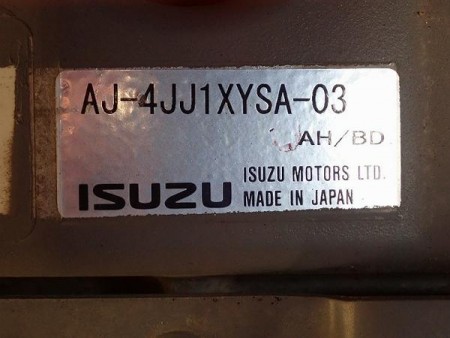 AJ-4JJ1XYSA-03
AH/BD
ISUZU MOTORS LTD.
ISUZU MADE IN JAPAN